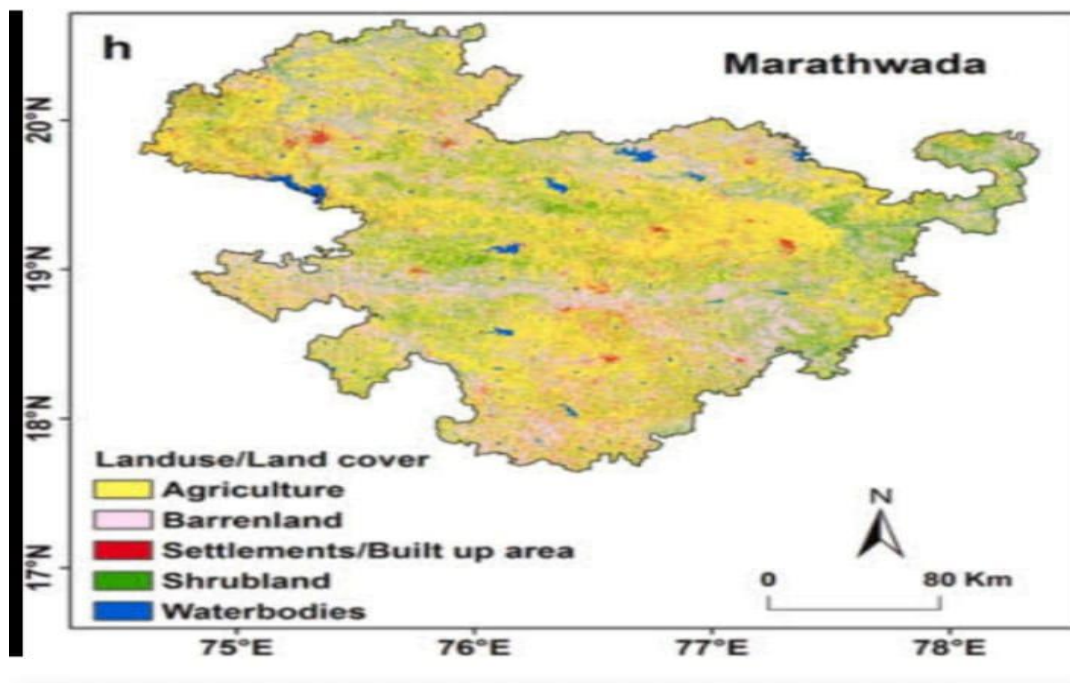 h
Marathwada
20°N
19°N
18°N
17°N
Landuse/Land cover
Agriculture
Barrenland
Settlements/Built up area
Shrubland
Waterbodies
N
0 80 Km
75°E 76°E 77°E 78°E